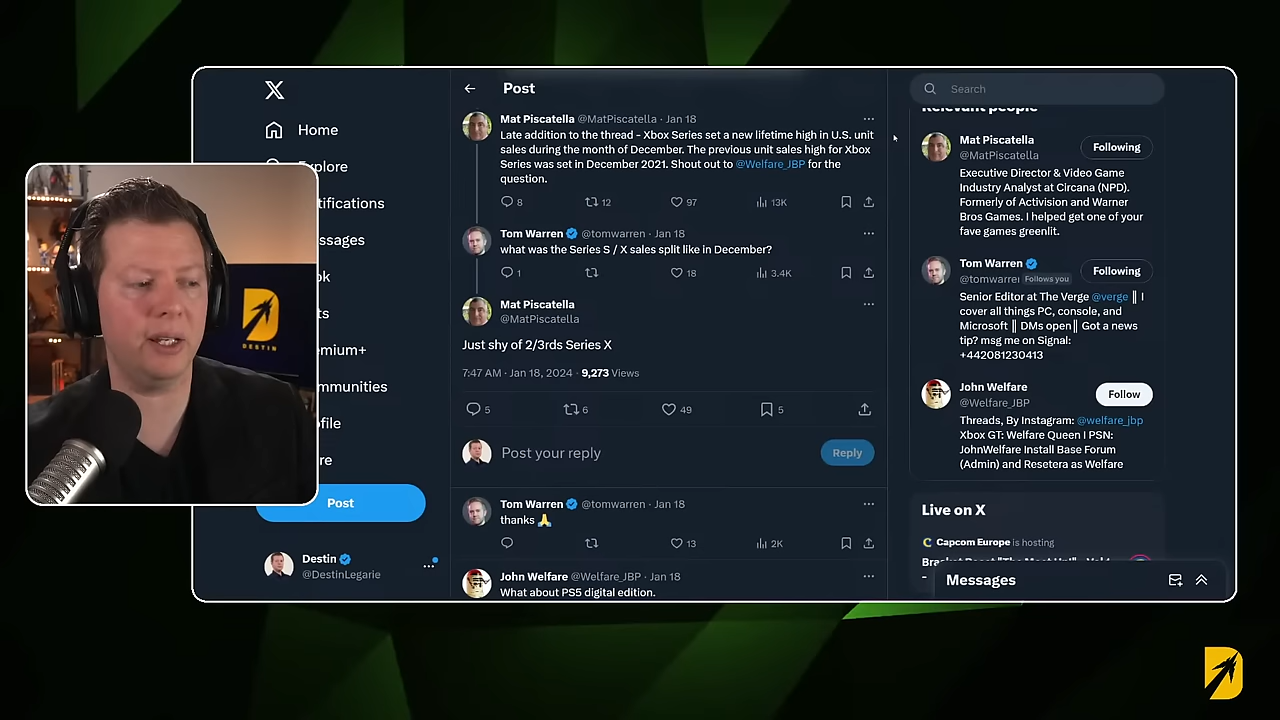 Post
Search
Home
Explore
Notifications
Messages
Premium+
Communities
Profile
Post
Destin
@DestinLegarie
Mat Piscatella @MatPiscatella · Jan 18
Late addition to the thread - Xbox Series set a new lifetime high in U.S. unit
sales during the month of December. The previous unit sales high for Xbox
Series was set in December 2021. Shout out to @Welfare_JBP for the
question.
8 12 97 13K
Tom Warren @tomwarren · Jan 18
what was the Series S / X sales split like in December?
1 18 3.4K
Mat Piscatella
@MatPiscatella
Just shy of 2/3rds Series X
7:47 AM · Jan 18, 2024 · 9,273 Views
5 6 49 5
Post your reply
Reply
Tom Warren @tomwarren · Jan 18
thanks 🙏
13 2K
John Welfare @Welfare_JBP · Jan 18
What about PS5 digital edition.
Relevant people
Mat Piscatella
@MatPiscatella
Following
Executive Director & Video Game
Industry Analyst at Circana (NPD).
Formerly of Activision and Warner
Bros Games. I helped get one of your
fave games greenlit.
Tom Warren
@tomwarre Follows you
Following
Senior Editor at The Verge @verge || I
cover all things PC, console, and
Microsoft || DMs open || Got a news
tip? msg me on Signal:
+442081230413
John Welfare
@Welfare_JBP
Follow
Threads, By Instagram: @welfare_jbp
Xbox GT: Welfare Queen I PSN:
JohnWelfare Install Base Forum
(Admin) and Resetera as Welfare
Live on X
Capcom Europe is hosting
Messages
DESTIN